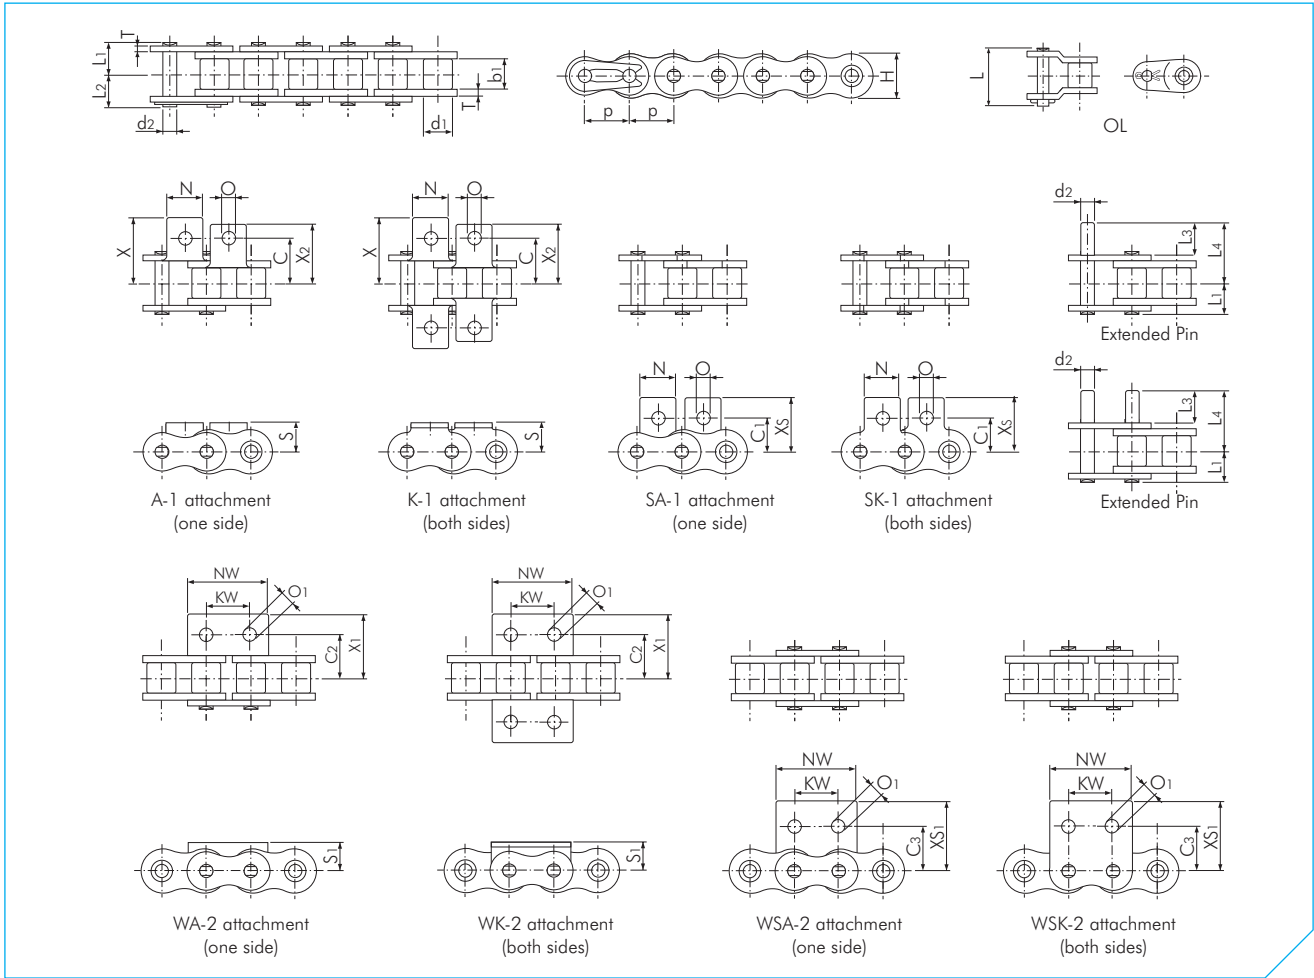 T
L1
L2
d2
b1
T
d1
p
p
H
L
OL
N
O
X
C
X2
N
O
X
C
X2
d2
L3
L4
L1
Extended Pin
S
A-1 attachment
(one side)
S
K-1 attachment
(both sides)
N
O
C1
XS
SA-1 attachment
(one side)
N
O
C1
XS
SK-1 attachment
(both sides)
d2
L3
L4
L1
Extended Pin
NW
KW
O1
C2
X1
NW
KW
O1
C2
X1
S1
WA-2 attachment
(one side)
S1
WK-2 attachment
(both sides)
NW
KW
O1
C3
XS1
WSA-2 attachment
(one side)
NW
KW
O1
C3
XS1
WSK-2 attachment
(both sides)